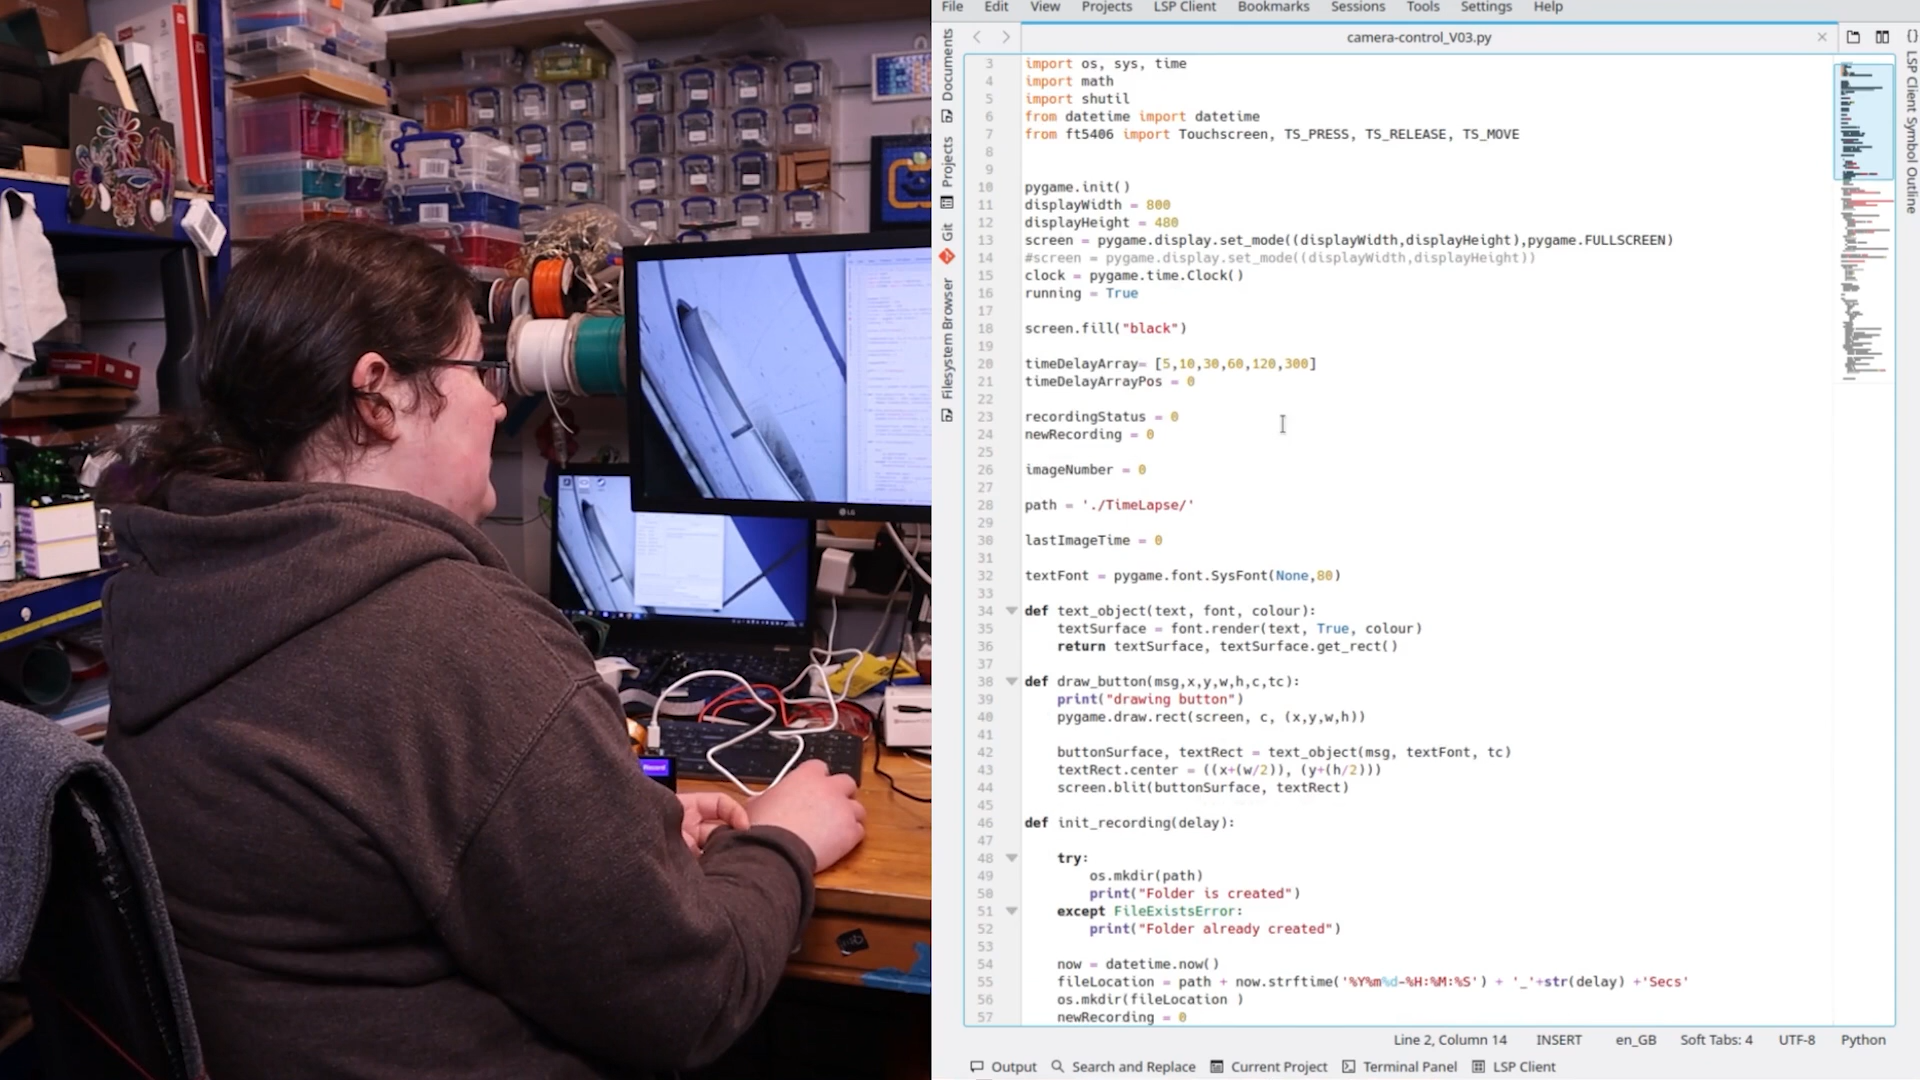 File Edit View Projects LSP Client Bookmarks Sessions Tools Settings Help
camera-control_V03.py
3 import os, sys, time
4 import math
5 import shutil
6 from datetime import datetime
7 from ft5406 import Touchscreen, TS_PRESS, TS_RELEASE, TS_MOVE
8
9
10 pygame.init()
11 displayWidth = 800
12 displayHeight = 480
13 screen = pygame.display.set_mode((displayWidth,displayHeight),pygame.FULLSCREEN)
14 #screen = pygame.display.set_mode((displayWidth,displayHeight))
15 clock = pygame.time.Clock()
16 running = True
17
18 screen.fill("black")
19
20 timeDelayArray= [5,10,30,60,120,300]
21 timeDelayArrayPos = 0
22
23 recordingStatus = 0
24 newRecording = 0
25
26 imageNumber = 0
27
28 path = './TimeLapse/'
29
30 lastImageTime = 0
31
32 textFont = pygame.font.SysFont(None,80)
33
34 def text_object(text, font, colour):
35 textSurface = font.render(text, True, colour)
36 return textSurface, textSurface.get_rect()
37
38 def draw_button(msg,x,y,w,h,c,tc):
39 print("drawing button")
40 pygame.draw.rect(screen, c, (x,y,w,h))
41
42 buttonSurface, textRect = text_object(msg, textFont, tc)
43 textRect.center = ((x+(w/2)), (y+(h/2)))
44 screen.blit(buttonSurface, textRect)
45
46 def init_recording(delay):
47
48 try:
49 os.mkdir(path)
50 print("Folder is created")
51 except FileExistsError:
52 print("Folder already created")
53
54 now = datetime.now()
55 fileLocation = path + now.strftime('%Y%m%d-%H:%M:%S') + '_'+str(delay) +'Secs'
56 os.mkdir(fileLocation )
57 newRecording = 0
Documents
Projects
Git
Filesystem Browser
{} LSP Client Symbol Outline
Line 2, Column 14 INSERT en_GB Soft Tabs: 4 UTF-8 Python
Output Search and Replace Current Project Terminal Panel LSP Client
LG
Record